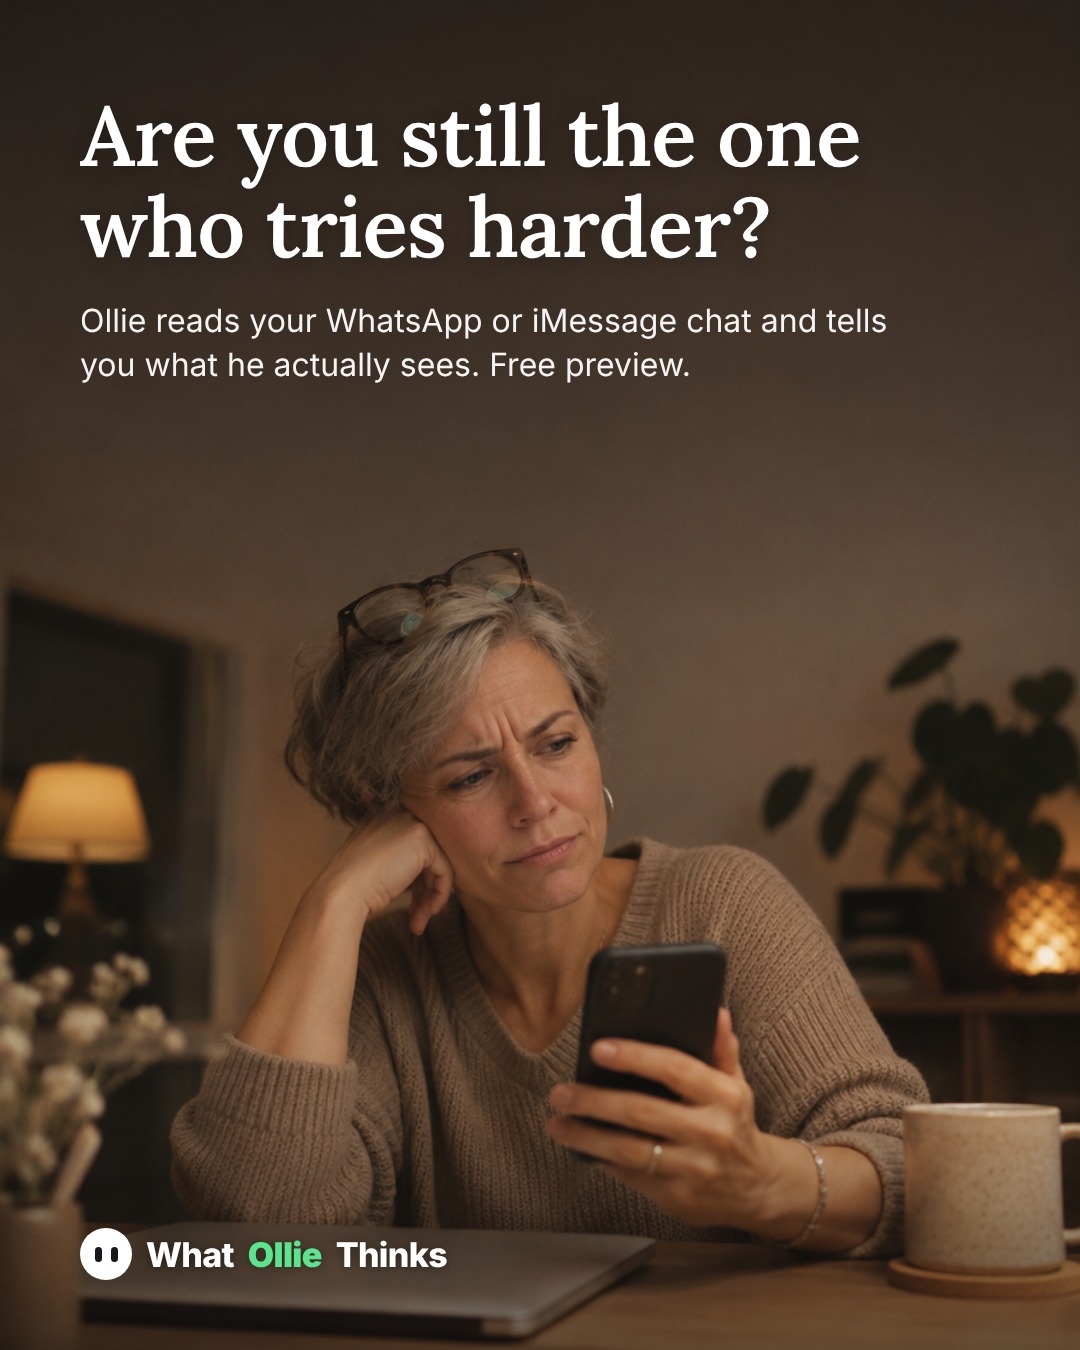 Are you still the one
who tries harder?
Ollie reads your WhatsApp or iMessage chat and tells
you what he actually sees. Free preview.
What Ollie Thinks